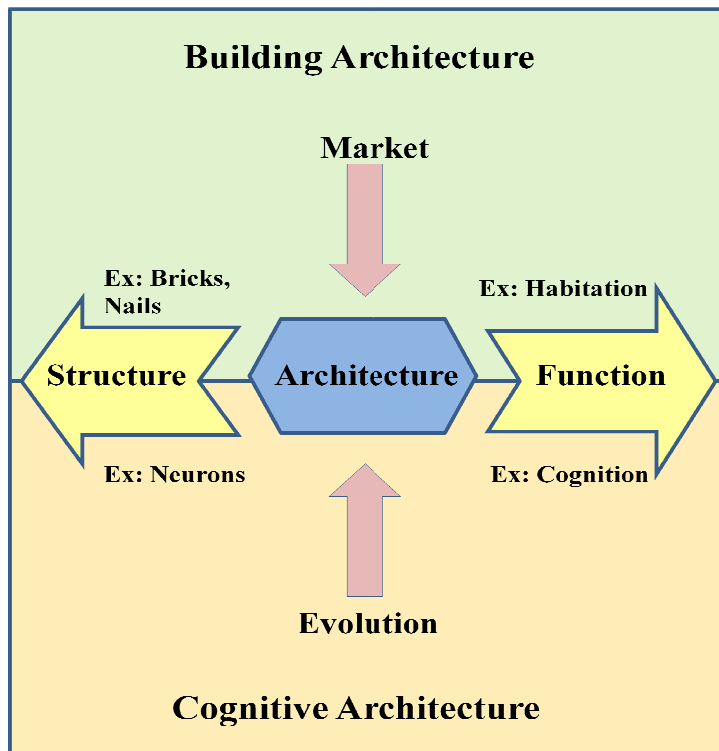 Building Architecture
Market
Ex: Bricks,
Nails
Ex: Habitation
Structure
Architecture
Function
Ex: Neurons
Ex: Cognition
Evolution
Cognitive Architecture